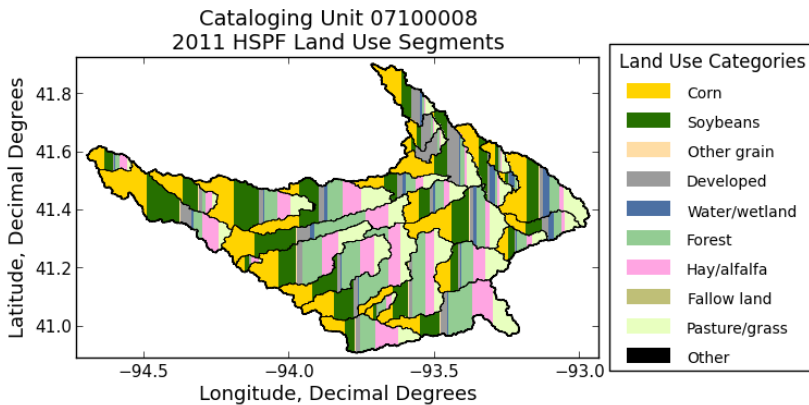 Cataloging Unit 07100008
2011 HSPF Land Use Segments
Latitude, Decimal Degrees
41.8
41.6
41.4
41.2
41.0
−94.5
−94.0
−93.5
−93.0
Longitude, Decimal Degrees
Land Use Categories
Corn
Soybeans
Other grain
Developed
Water/wetland
Forest
Hay/alfalfa
Fallow land
Pasture/grass
Other